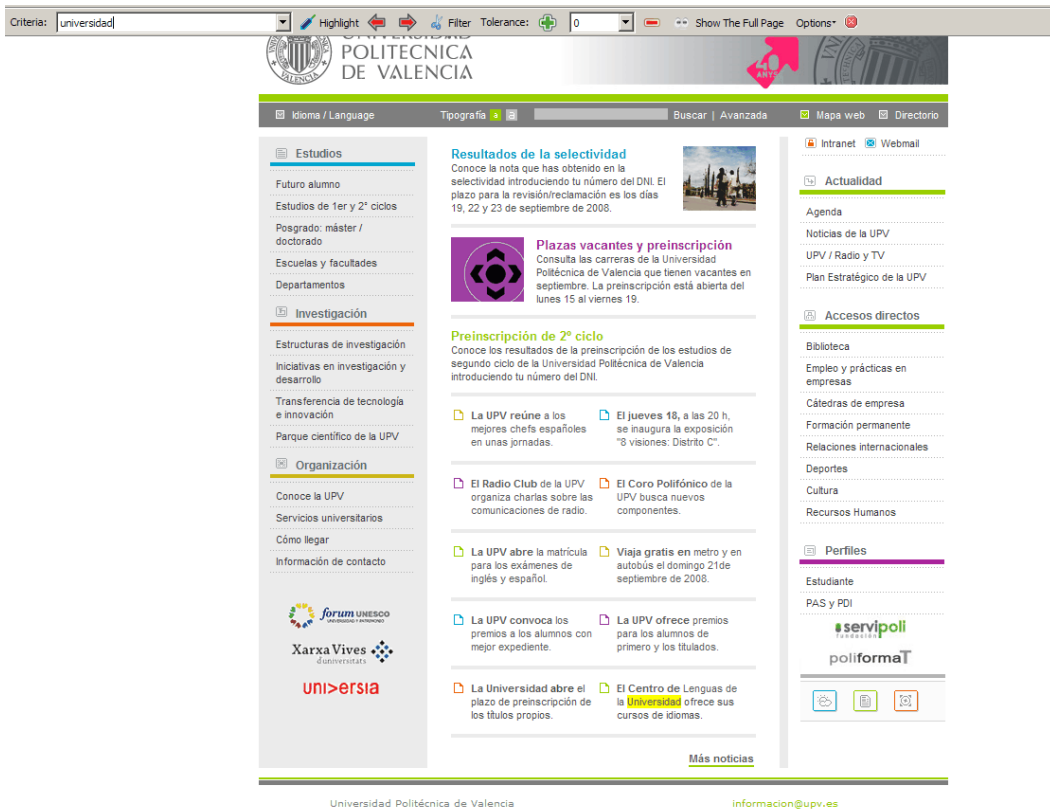 Criteria: universidad Highlight Filter Tolerance: 0 Show The Full Page Options
UNIVERSIDAD
POLITECNICA
DE VALENCIA
40
ANYS
Idioma / Language Tipografía a a Buscar | Avanzada Mapa web Directorio
Estudios
Futuro alumno
Estudios de 1er y 2° ciclos
Posgrado: máster /
doctorado
Escuelas y facultades
Departamentos
Investigación
Estructuras de investigación
Iniciativas en investigación y
desarrollo
Transferencia de tecnología
e innovación
Parque científico de la UPV
Organización
Conoce la UPV
Servicios universitarios
Cómo llegar
Información de contacto
forum UNESCO
UNIVERSIDAD Y PATRIMONIO
Xarxa Vives
d'universitats
UNI>ersia
Resultados de la selectividad
Conoce la nota que has obtenido en la
selectividad introduciendo tu número del DNI. El
plazo para la revisión/reclamación es los días
19, 22 y 23 de septiembre de 2008.
Plazas vacantes y preinscripción
Consulta las carreras de la Universidad
Politécnica de Valencia que tienen vacantes en
septiembre. La preinscripción está abierta del
lunes 15 al viernes 19.
Preinscripción de 2º ciclo
Conoce los resultados de la preinscripción de los estudios de
segundo ciclo de la Universidad Politécnica de Valencia
introduciendo tu número del DNI.
La UPV reúne a los
mejores chefs españoles
en unas jornadas.
El jueves 18, a las 20 h,
se inaugura la exposición
"8 visiones: Distrito C".
El Radio Club de la UPV
organiza charlas sobre las
comunicaciones de radio.
El Coro Polifónico de la
UPV busca nuevos
componentes.
La UPV abre la matrícula
para los exámenes de
inglés y español.
Viaja gratis en metro y en
autobús el domingo 21de
septiembre de 2008.
La UPV convoca los
premios a los alumnos con
mejor expediente.
La UPV ofrece premios
para los alumnos de
primero y los titulados.
La Universidad abre el
plazo de preinscripción de
los títulos propios.
El Centro de Lenguas de
la Universidad ofrece sus
cursos de idiomas.
Más noticias
Intranet Webmail
Actualidad
Agenda
Noticias de la UPV
UPV / Radio y TV
Plan Estratégico de la UPV
Accesos directos
Biblioteca
Empleo y prácticas en
empresas
Cátedras de empresa
Formación permanente
Relaciones internacionales
Deportes
Cultura
Recursos Humanos
Perfiles
Estudiante
PAS y PDI
servipoli
fundación
poliformaT
Universidad Politécnica de Valencia informacion@upv.es